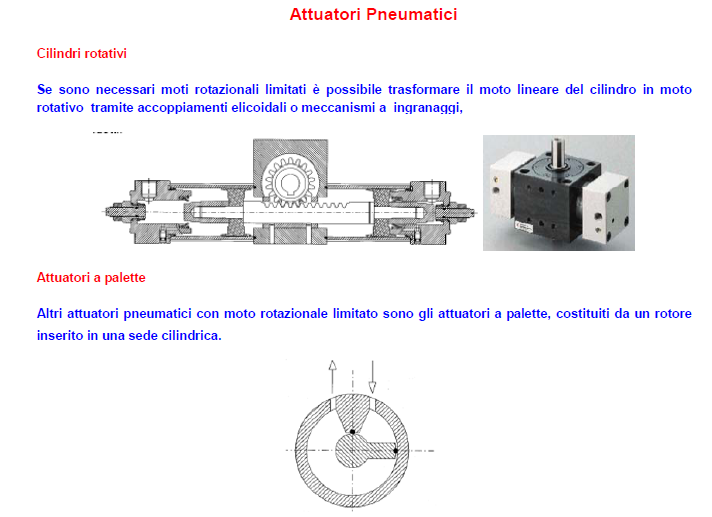 Attuatori Pneumatici
Cilindri rotativi
Se sono necessari moti rotazionali limitati è possibile trasformare il moto lineare del cilindro in moto
rotativo tramite accoppiamenti elicoidali o meccanismi a ingranaggi,
Attuatori a palette
Altri attuatori pneumatici con moto rotazionale limitato sono gli attuatori a palette, costituiti da un rotore
inserito in una sede cilindrica.